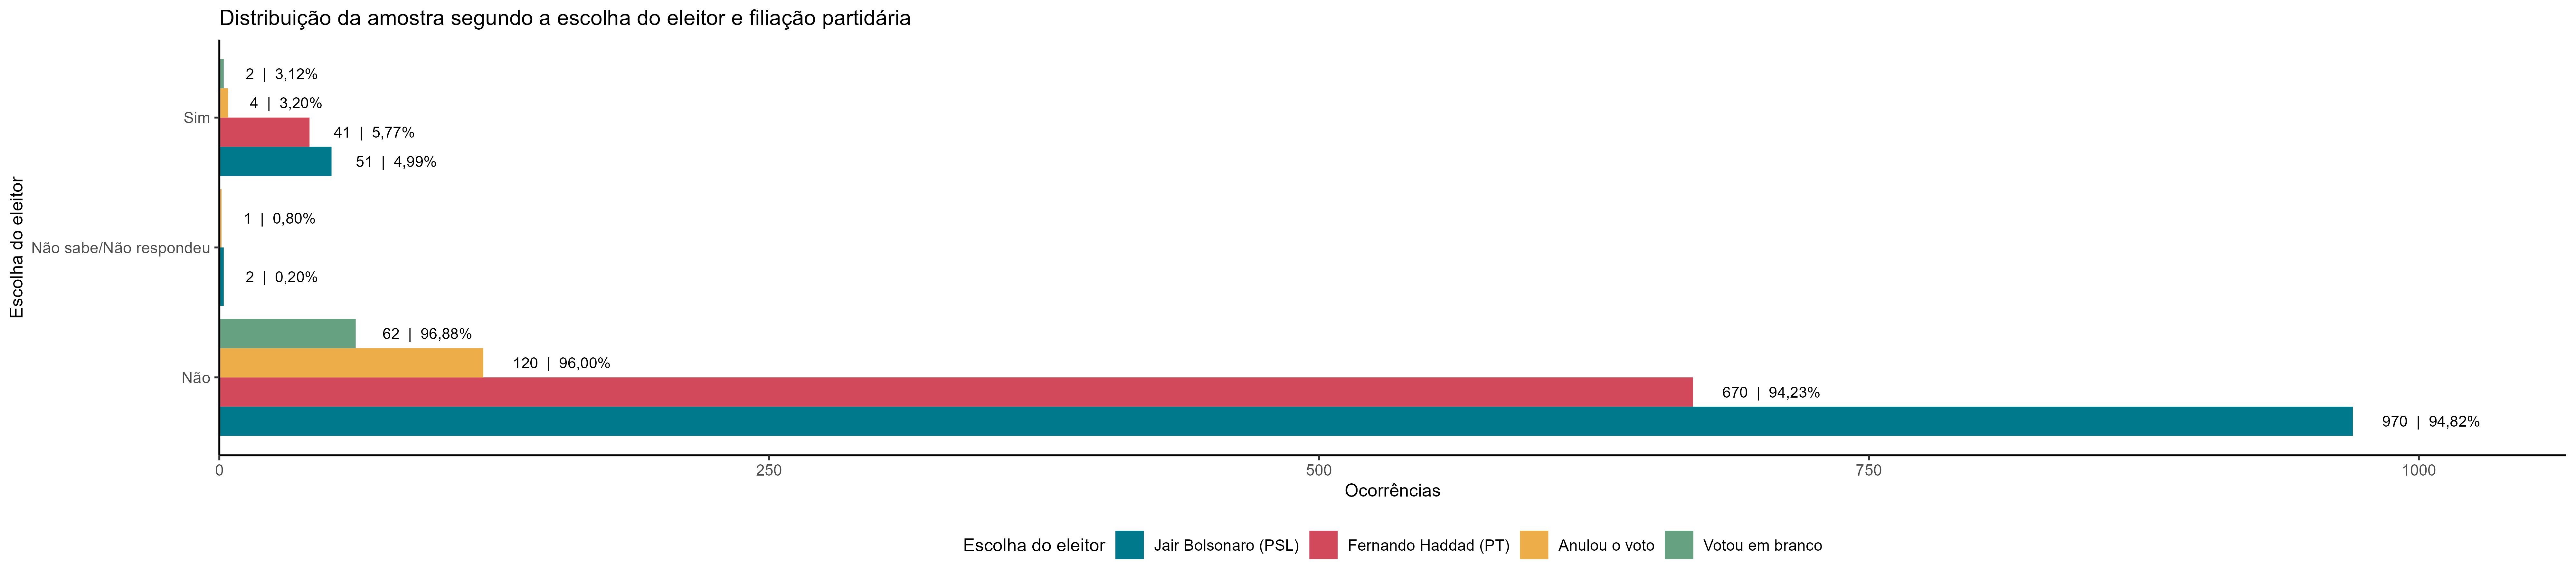 Distribuição da amostra segundo a escolha do eleitor e filiação partidária
Escolha do eleitor
Sim
2 | 3,12%
4 | 3,20%
41 | 5,77%
51 | 4,99%
Não sabe/Não respondeu
1 | 0,80%
2 | 0,20%
Não
62 | 96,88%
120 | 96,00%
670 | 94,23%
970 | 94,82%
0 250 500 750 1000
Ocorrências
Escolha do eleitor Jair Bolsonaro (PSL) Fernando Haddad (PT) Anulou o voto Votou em branco